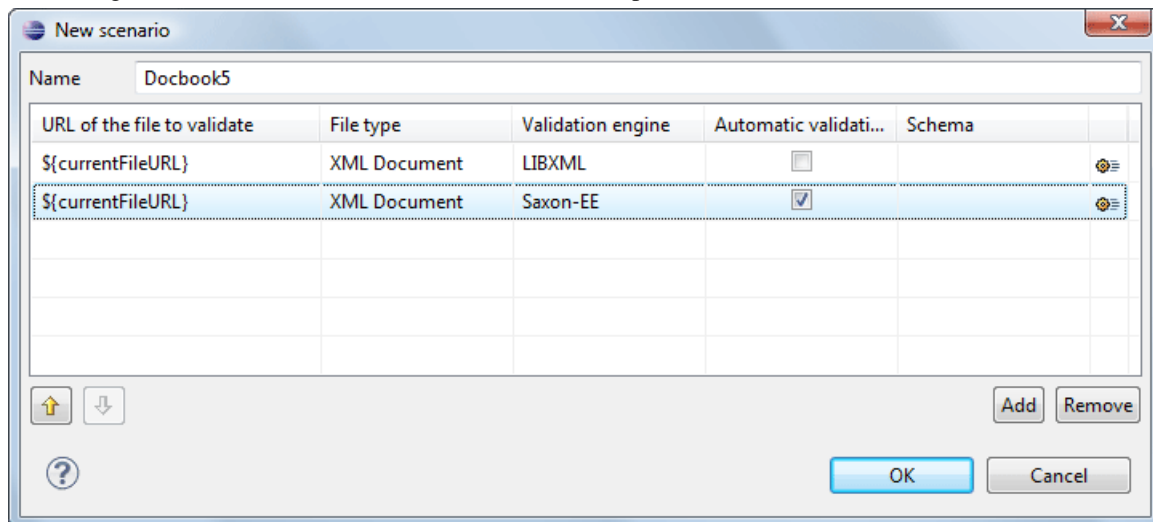 New scenario
Name Docbook5
URL of the file to validate File type Validation engine Automatic validati... Schema
${currentFileURL} XML Document LIBXML
${currentFileURL} XML Document Saxon-EE
Add Remove
? OK Cancel